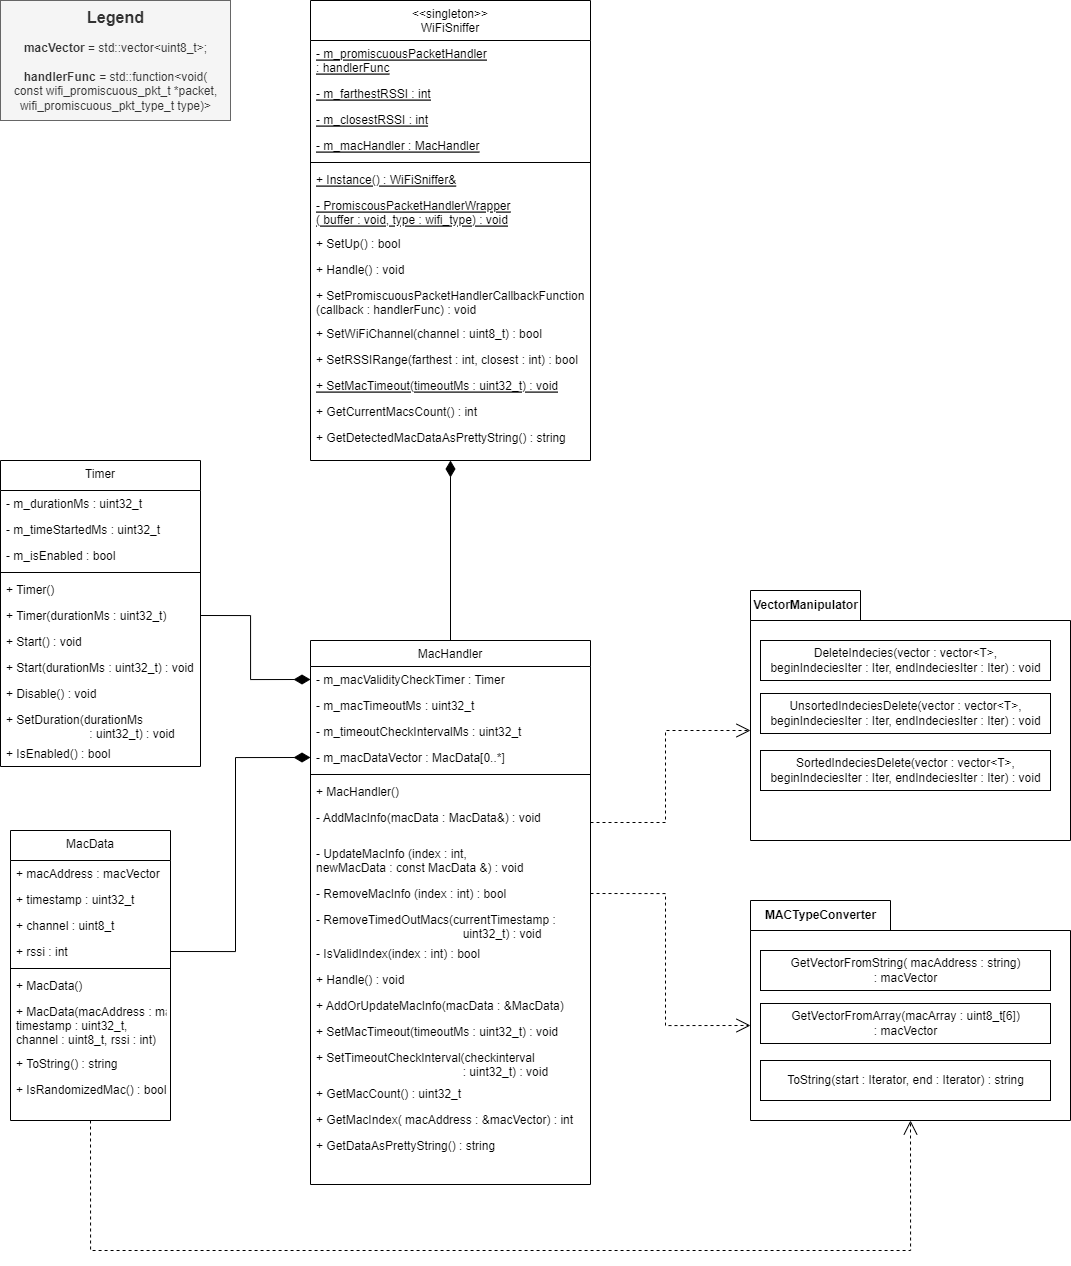 Legend
macVector = std::vector<uint8_t>;
handlerFunc = std::function<void(
const wifi_promiscuous_pkt_t *packet,
wifi_promiscuous_pkt_type_t type)>
<<singleton>>
WiFiSniffer
- m_promiscuousPacketHandler
: handlerFunc
- m_farthestRSSI : int
- m_closestRSSI : int
- m_macHandler : MacHandler
+ Instance() : WiFiSniffer&
- PromiscousPacketHandlerWrapper
( buffer : void, type : wifi_type) : void
+ SetUp() : bool
+ Handle() : void
+ SetPromiscuousPacketHandlerCallbackFunction
(callback : handlerFunc) : void
+ SetWiFiChannel(channel : uint8_t) : bool
+ SetRSSIRange(farthest : int, closest : int) : bool
+ SetMacTimeout(timeoutMs : uint32_t) : void
+ GetCurrentMacsCount() : int
+ GetDetectedMacDataAsPrettyString() : string
Timer
- m_durationMs : uint32_t
- m_timeStartedMs : uint32_t
- m_isEnabled : bool
+ Timer()
+ Timer(durationMs : uint32_t)
+ Start() : void
+ Start(durationMs : uint32_t) : void
+ Disable() : void
+ SetDuration(durationMs
: uint32_t) : void
+ IsEnabled() : bool
MacData
+ macAddress : macVector
+ timestamp : uint32_t
+ channel : uint8_t
+ rssi : int
+ MacData()
+ MacData(macAddress : ma
timestamp : uint32_t,
channel : uint8_t, rssi : int)
+ ToString() : string
+ IsRandomizedMac() : bool
MacHandler
- m_macValidityCheckTimer : Timer
- m_macTimeoutMs : uint32_t
- m_timeoutCheckIntervalMs : uint32_t
- m_macDataVector : MacData[0..*]
+ MacHandler()
- AddMacInfo(macData : MacData&) : void
- UpdateMacInfo (index : int,
newMacData : const MacData &) : void
- RemoveMacInfo (index : int) : bool
- RemoveTimedOutMacs(currentTimestamp :
uint32_t) : void
- IsValidIndex(index : int) : bool
+ Handle() : void
+ AddOrUpdateMacInfo(macData : &MacData)
+ SetMacTimeout(timeoutMs : uint32_t) : void
+ SetTimeoutCheckInterval(checkinterval
: uint32_t) : void
+ GetMacCount() : uint32_t
+ GetMacIndex( macAddress : &macVector) : int
+ GetDataAsPrettyString() : string
VectorManipulator
DeleteIndecies(vector : vector<T>,
beginIndeciesIter : Iter, endIndeciesIter : Iter) : void
UnsortedIndeciesDelete(vector : vector<T>,
beginIndeciesIter : Iter, endIndeciesIter : Iter) : void
SortedIndeciesDelete(vector : vector<T>,
beginIndeciesIter : Iter, endIndeciesIter : Iter) : void
MACTypeConverter
GetVectorFromString( macAddress : string)
: macVector
GetVectorFromArray(macArray : uint8_t[6])
: macVector
ToString(start : Iterator, end : Iterator) : string